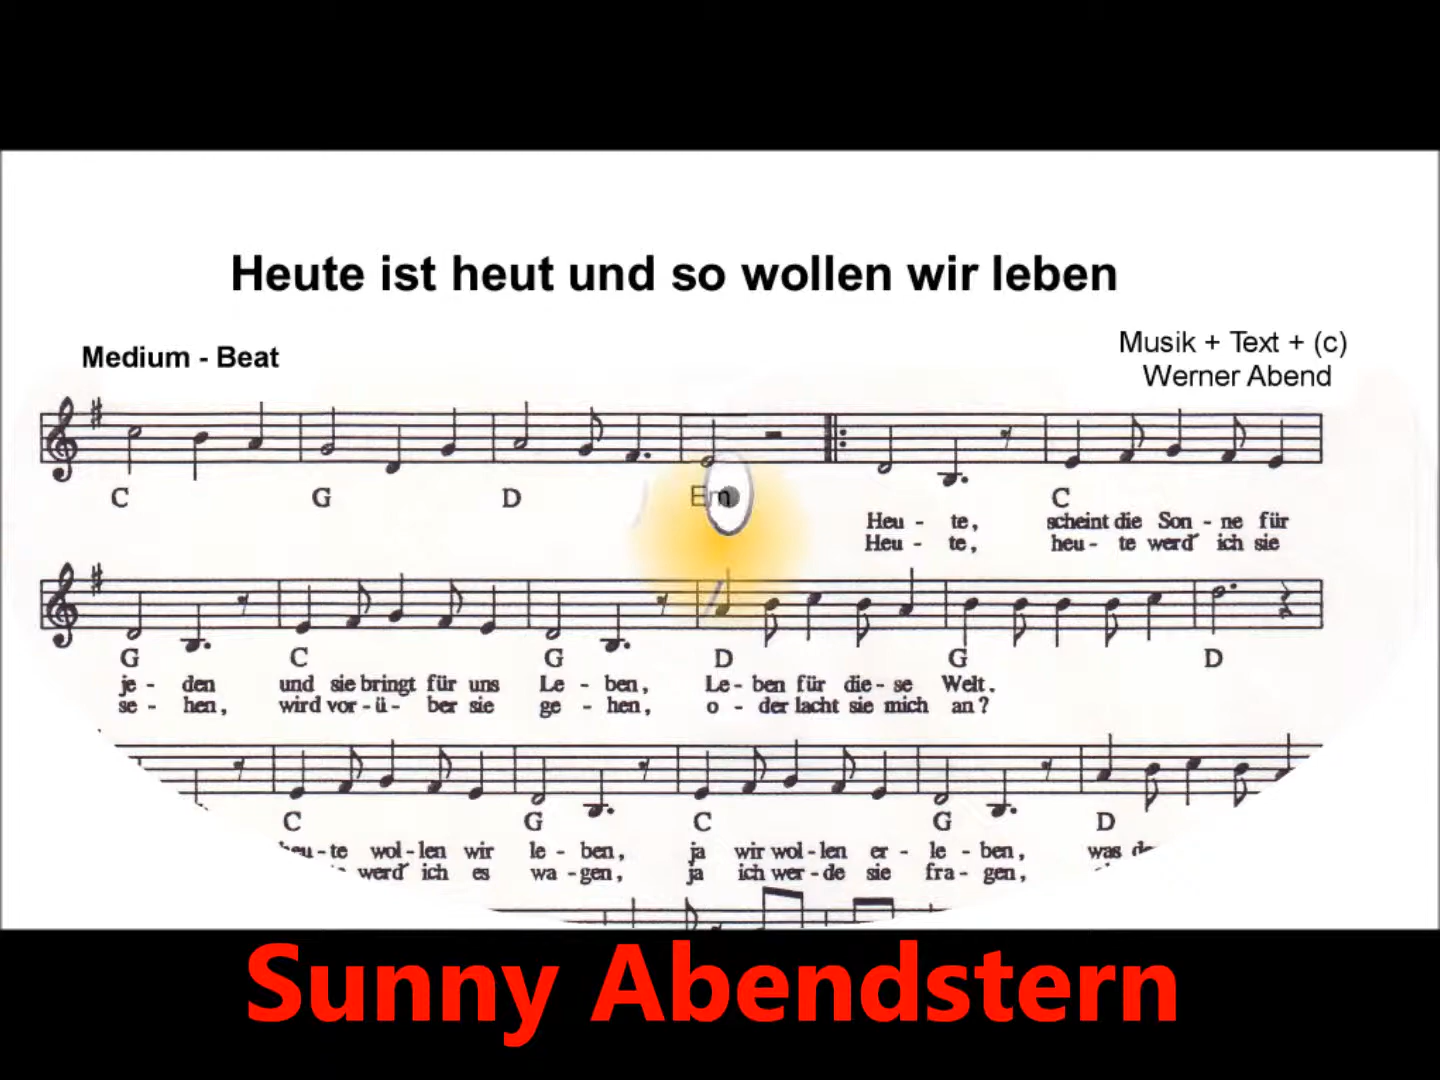 Heute ist heut und so wollen wir leben
Medium - Beat
Musik + Text + (c)
Werner Abend
C G D Em C
Heu - te, scheint die Son - ne für
Heu - te, heu - te werd' ich sie
G C G D G D
je - den und sie bringt für uns Le - ben, Le - ben für die - se Welt.
se - hen, wird vor - ü - ber sie ge - hen, o - der lacht sie mich an?
C G C G D
te wol - len wir le - ben, ja wir wol - len er - le - ben, was
werd' ich es wa - gen, ja ich wer - de sie fra - gen,
Sunny Abendstern